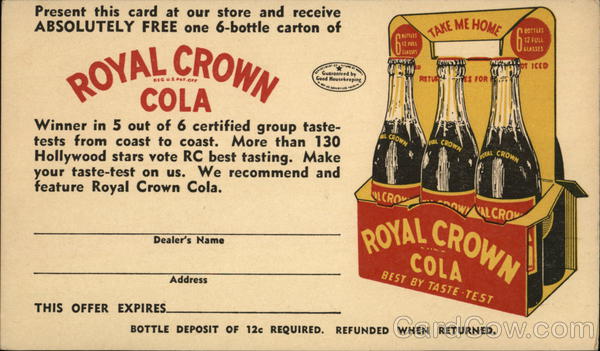 Present this card at our store and receive
ABSOLUTELY FREE one 6-bottle carton of
ROYAL CROWN
REG. U.S. PAT. OFF.
COLA
Guaranteed by
Good Housekeeping
Winner in 5 out of 6 certified group taste-
tests from coast to coast. More than 130
Hollywood stars vote RC best tasting. Make
your taste-test on us. We recommend and
feature Royal Crown Cola.
Dealer's Name
Address
THIS OFFER EXPIRES
BOTTLE DEPOSIT OF 12c REQUIRED. REFUNDED WHEN RETURNED.
TAKE ME HOME
6 BOTTLES
12 FULL
GLASSES
6 BOTTLES
12 FULL
GLASSES
ROYAL CROWN
ROYAL CROWN
ROYAL CROWN
ROYAL CROWN
COLA
BEST BY TASTE-TEST
CardCow.com